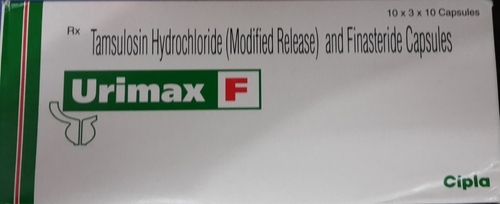 10 x 3 x 10 Capsules
Rx Tamsulosin Hydrochloride (Modified Release) and Finasteride Capsules
Urimax F
Cipla